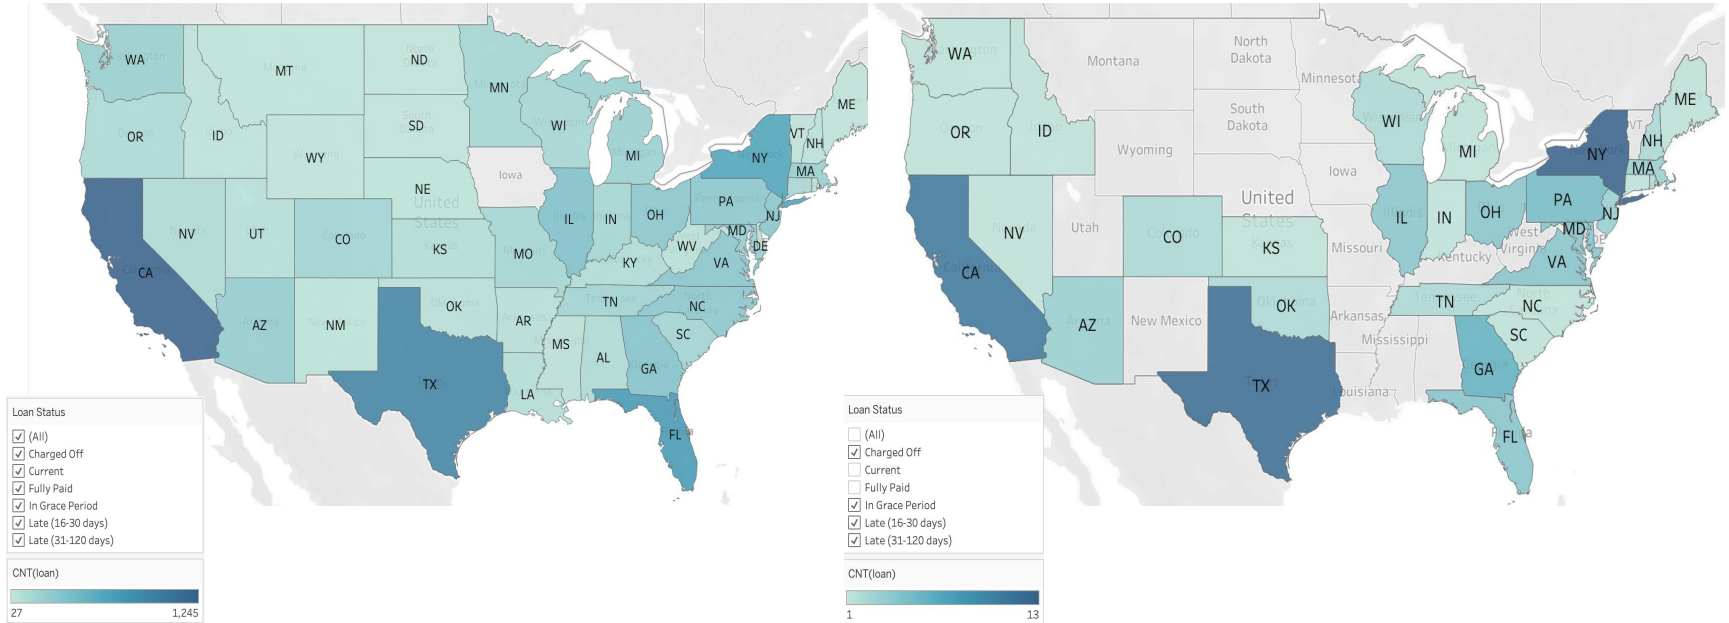 WA
MT
ND
MN
OR
ID
SD
WI
MI
ME
VT
NH
NY
MA
WY
Iowa
NE
United
States
IL
IN
OH
PA
NJ
NV
UT
CO
KS
MO
WV
MD
DE
KY
VA
CA
AZ
NM
OK
AR
TN
NC
SC
MS
AL
GA
TX
LA
FL
Loan Status
(All)
Charged Off
Current
Fully Paid
In Grace Period
Late (16-30 days)
Late (31-120 days)
CNT(loan)
27 1,245
WA
Montana
North
Dakota
Minnesota
OR
ID
South
Dakota
WI
MI
ME
VT
NH
NY
MA
Wyoming
Iowa
United
States
IL
IN
OH
PA
NJ
NV
Utah
CO
KS
Missouri
West
Virginia
MD
DE
Kentucky
VA
CA
AZ
New Mexico
OK
Arkansas
TN
NC
SC
Mississippi
GA
TX
Louisiana
FL
Loan Status
(All)
Charged Off
Current
Fully Paid
In Grace Period
Late (16-30 days)
Late (31-120 days)
CNT(loan)
1 13